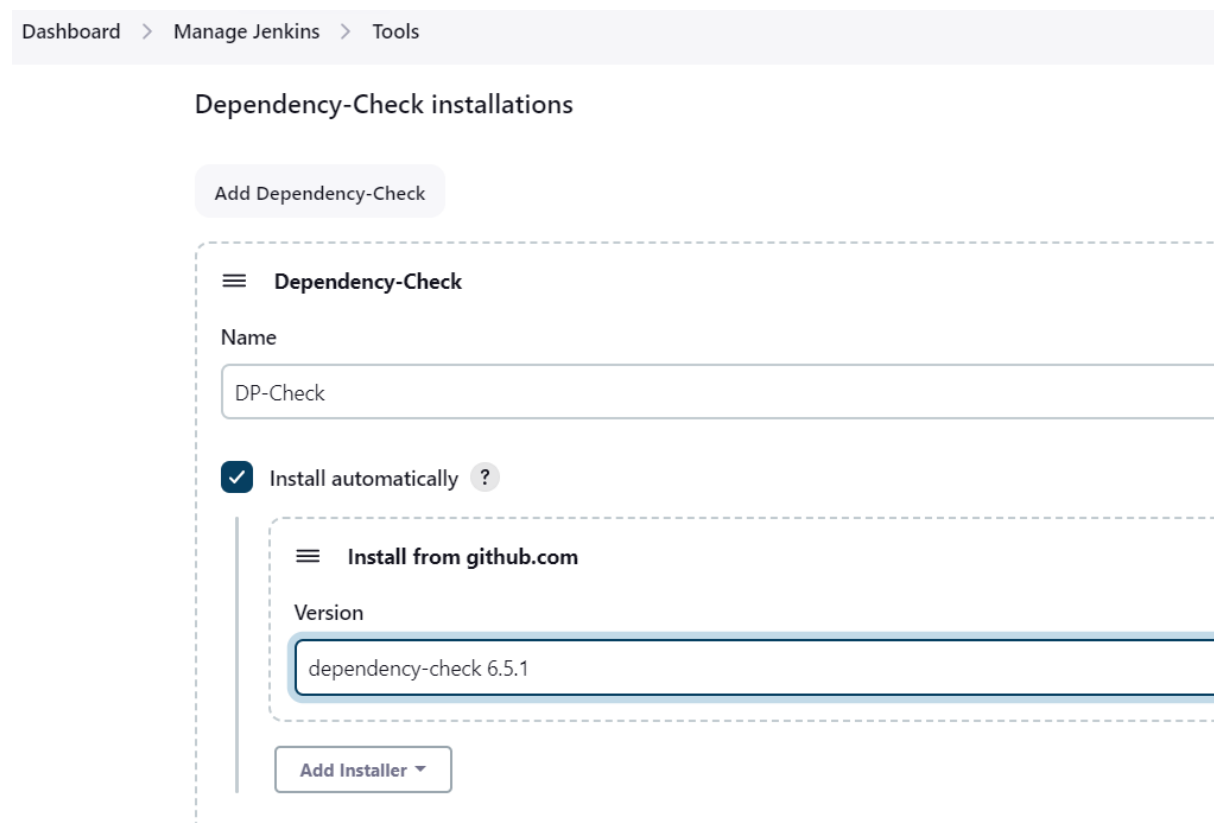 Dashboard > Manage Jenkins > Tools
Dependency-Check installations
Add Dependency-Check
Dependency-Check
Name
DP-Check
Install automatically ?
Install from github.com
Version
dependency-check 6.5.1
Add Installer